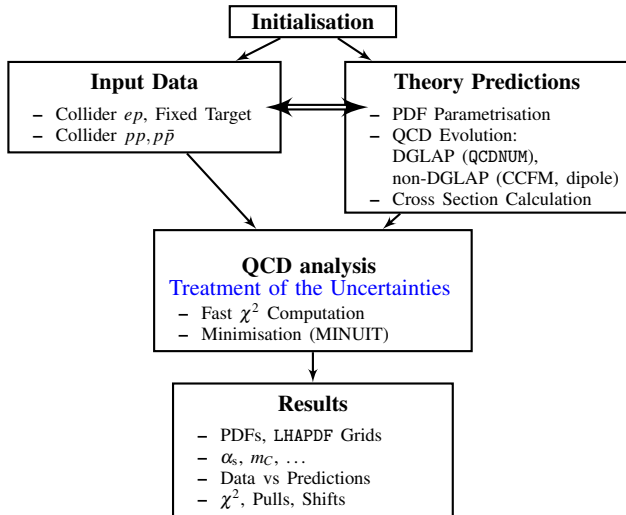 Initialisation
Input Data
– Collider ep, Fixed Target
– Collider pp, pp̄
Theory Predictions
– PDF Parametrisation
– QCD Evolution:
DGLAP (QCDNUM),
non-DGLAP (CCFM, dipole)
– Cross Section Calculation
QCD analysis
Treatment of the Uncertainties
– Fast χ² Computation
– Minimisation (MINUIT)
Results
– PDFs, LHAPDF Grids
– αs, mC, …
– Data vs Predictions
– χ², Pulls, Shifts